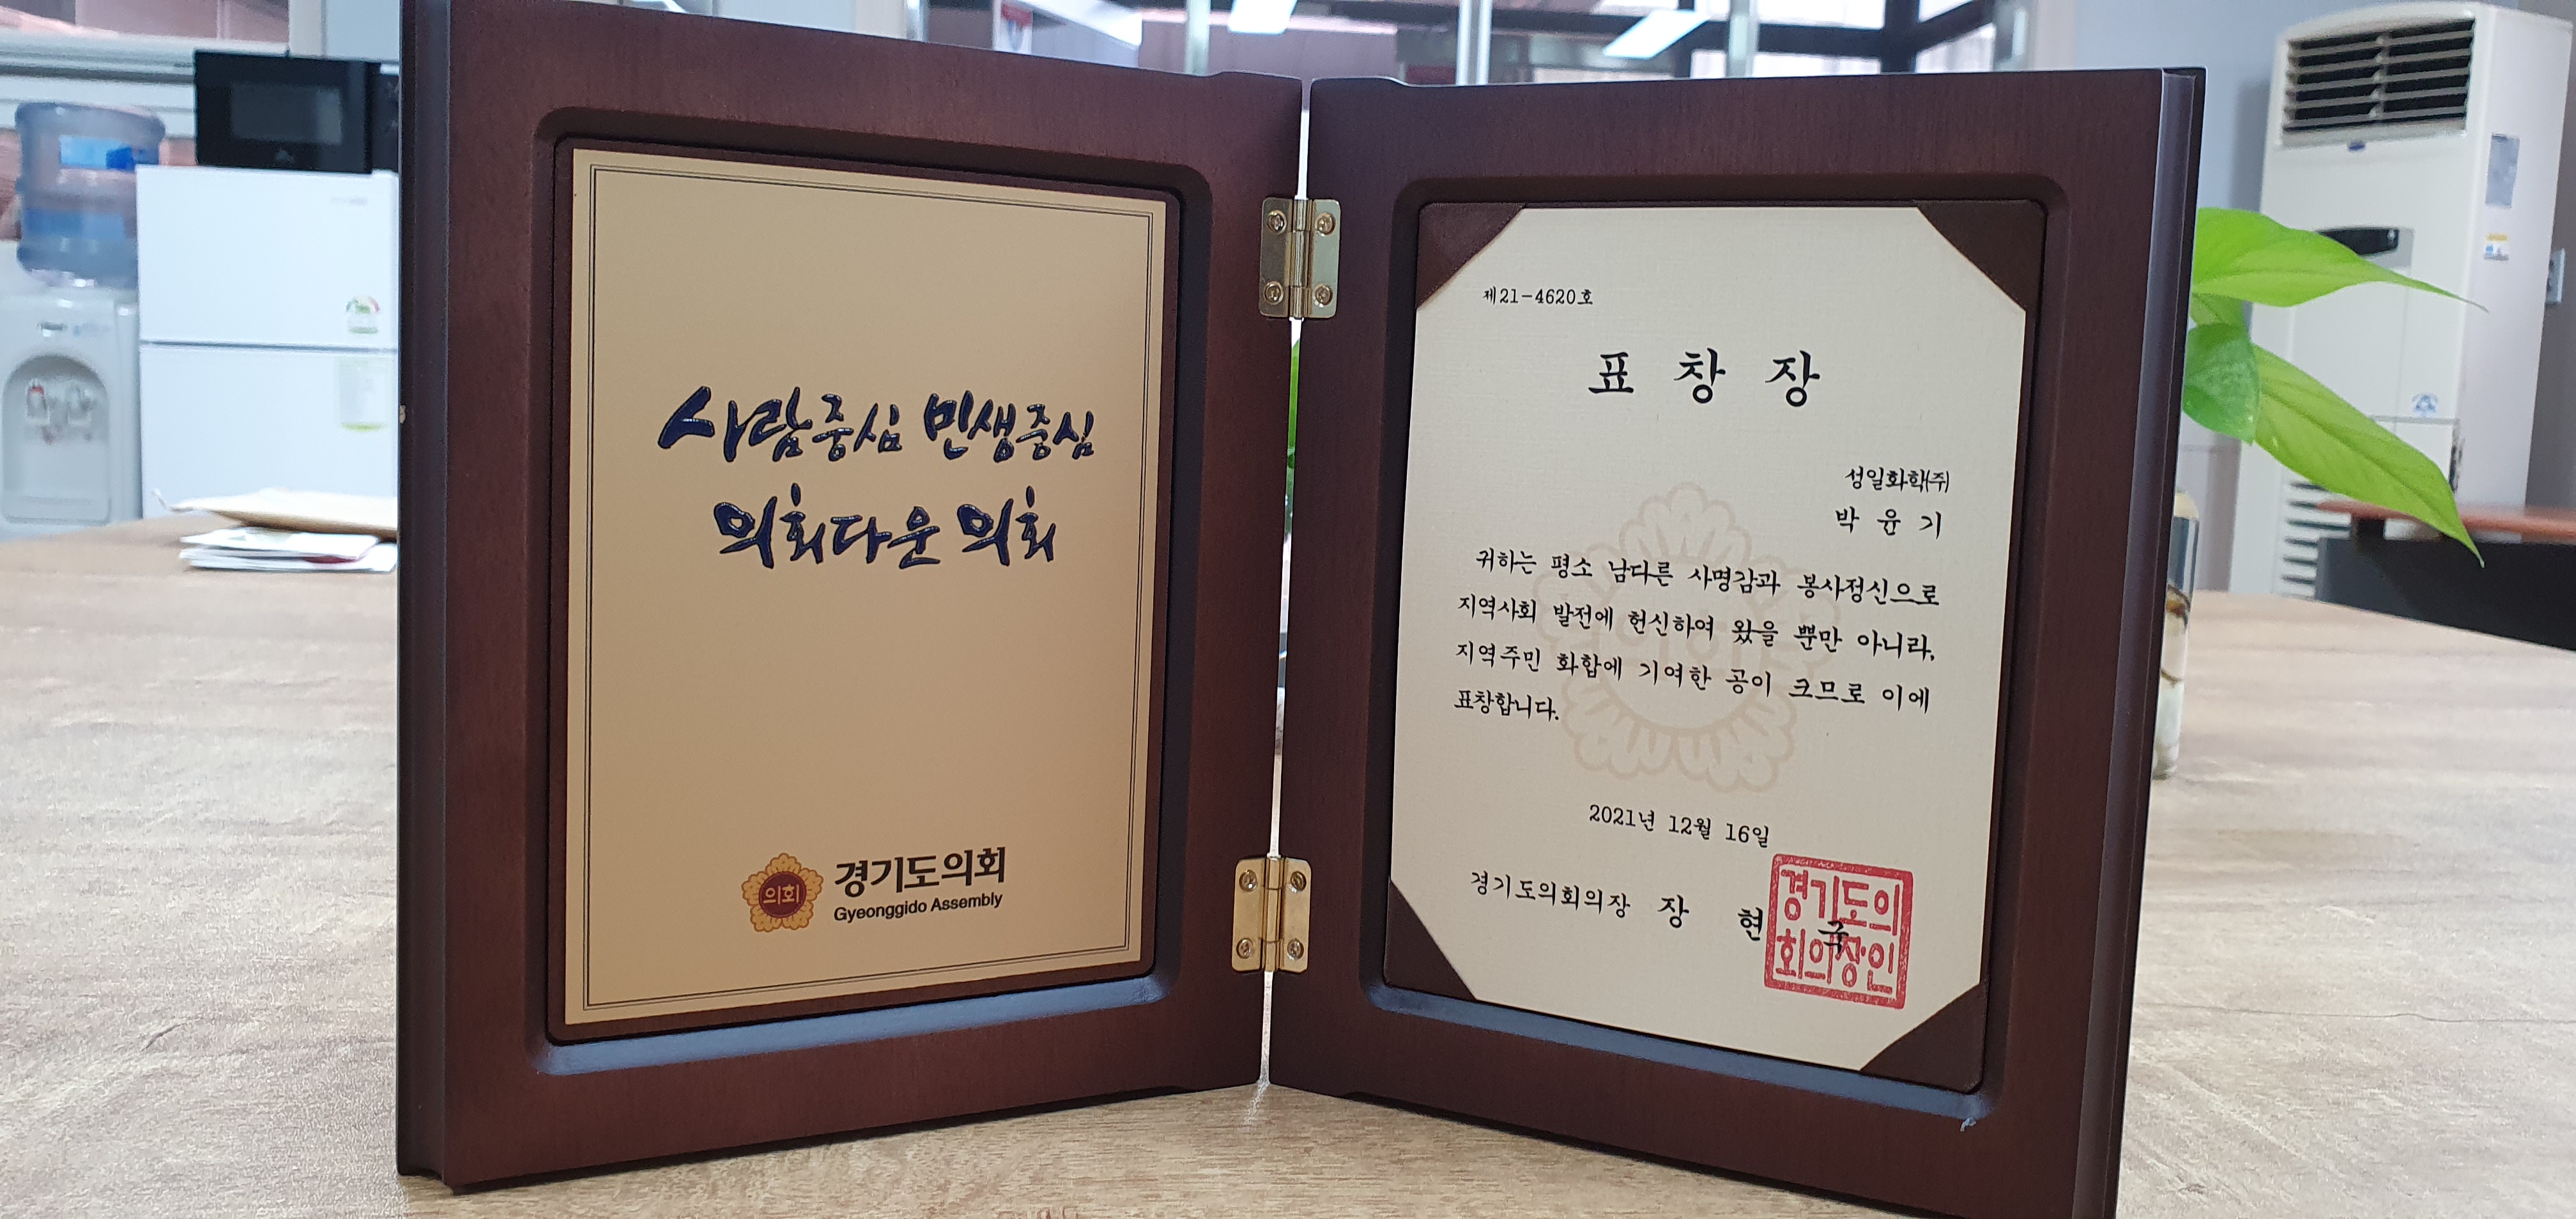 사람중심 민생중심
의회다운 의회
의회
경기도의회
Gyeonggido Assembly
제21-4620호
표 창 장
성일화학(주)
박 윤 기
귀하는 평소 남다른 사명감과 봉사정신으로
지역사회 발전에 헌신하여 왔을 뿐만 아니라,
지역주민 화합에 기여한 공이 크므로 이에
표창합니다.
2021년 12월 16일
경기도의회의장 장 현 국
경기도의
회의장인